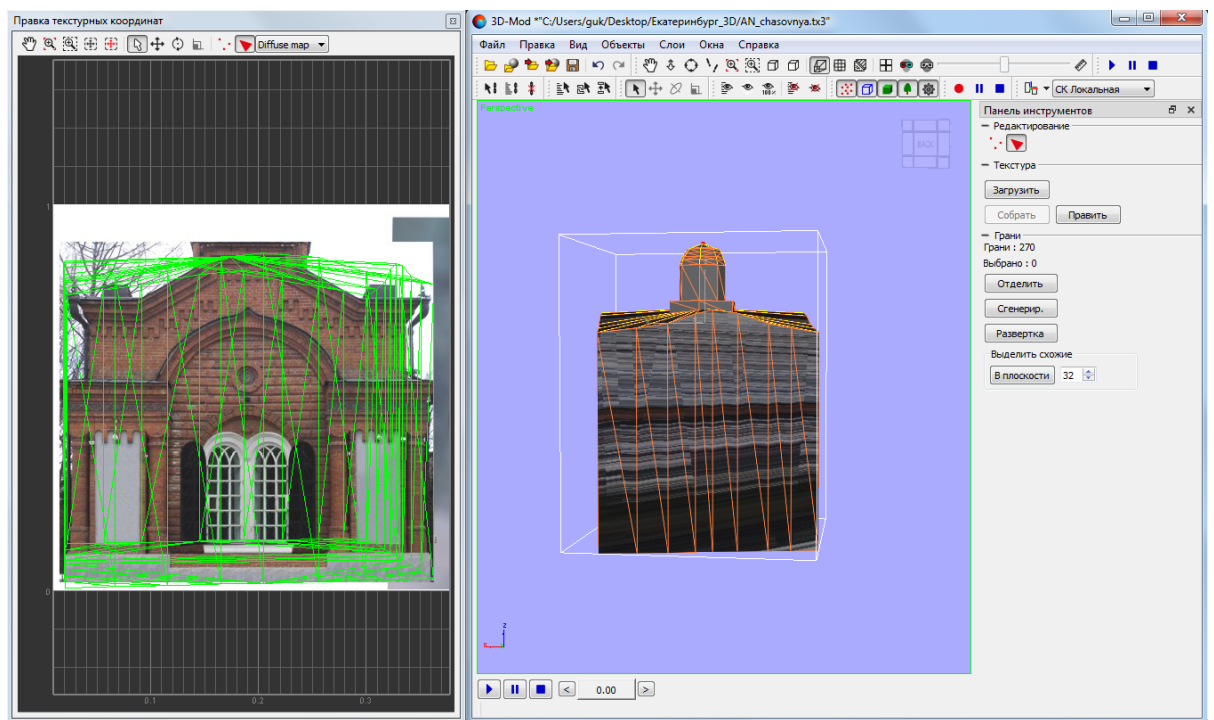 Правка текстурных координат
Diffuse map
1
0
0.1 0.2 0.3
3D-Mod *"C:/Users/guk/Desktop/Екатеринбург_3D/AN_chasovnya.tx3"
Файл Правка Вид Объекты Слои Окна Справка
100%
СК Локальная
Perspective
BACK
z
x
0.00
Панель инструментов
Редактирование
Текстура
Загрузить
Собрать Править
Грани
Грани : 270
Выбрано : 0
Отделить
Сгенерир.
Развертка
Выделить схожие
В плоскости 32